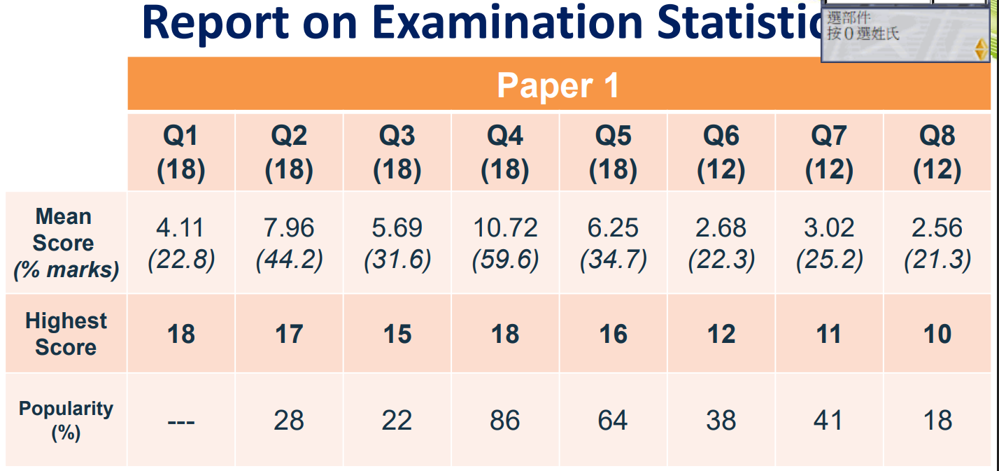 Report on Examination Statistic
選部件
按0選姓氏
Paper 1
Q1 (18) Q2 (18) Q3 (18) Q4 (18) Q5 (18) Q6 (12) Q7 (12) Q8 (12)
Mean Score (% marks) 4.11 (22.8) 7.96 (44.2) 5.69 (31.6) 10.72 (59.6) 6.25 (34.7) 2.68 (22.3) 3.02 (25.2) 2.56 (21.3)
Highest Score 18 17 15 18 16 12 11 10
Popularity (%) --- 28 22 86 64 38 41 18